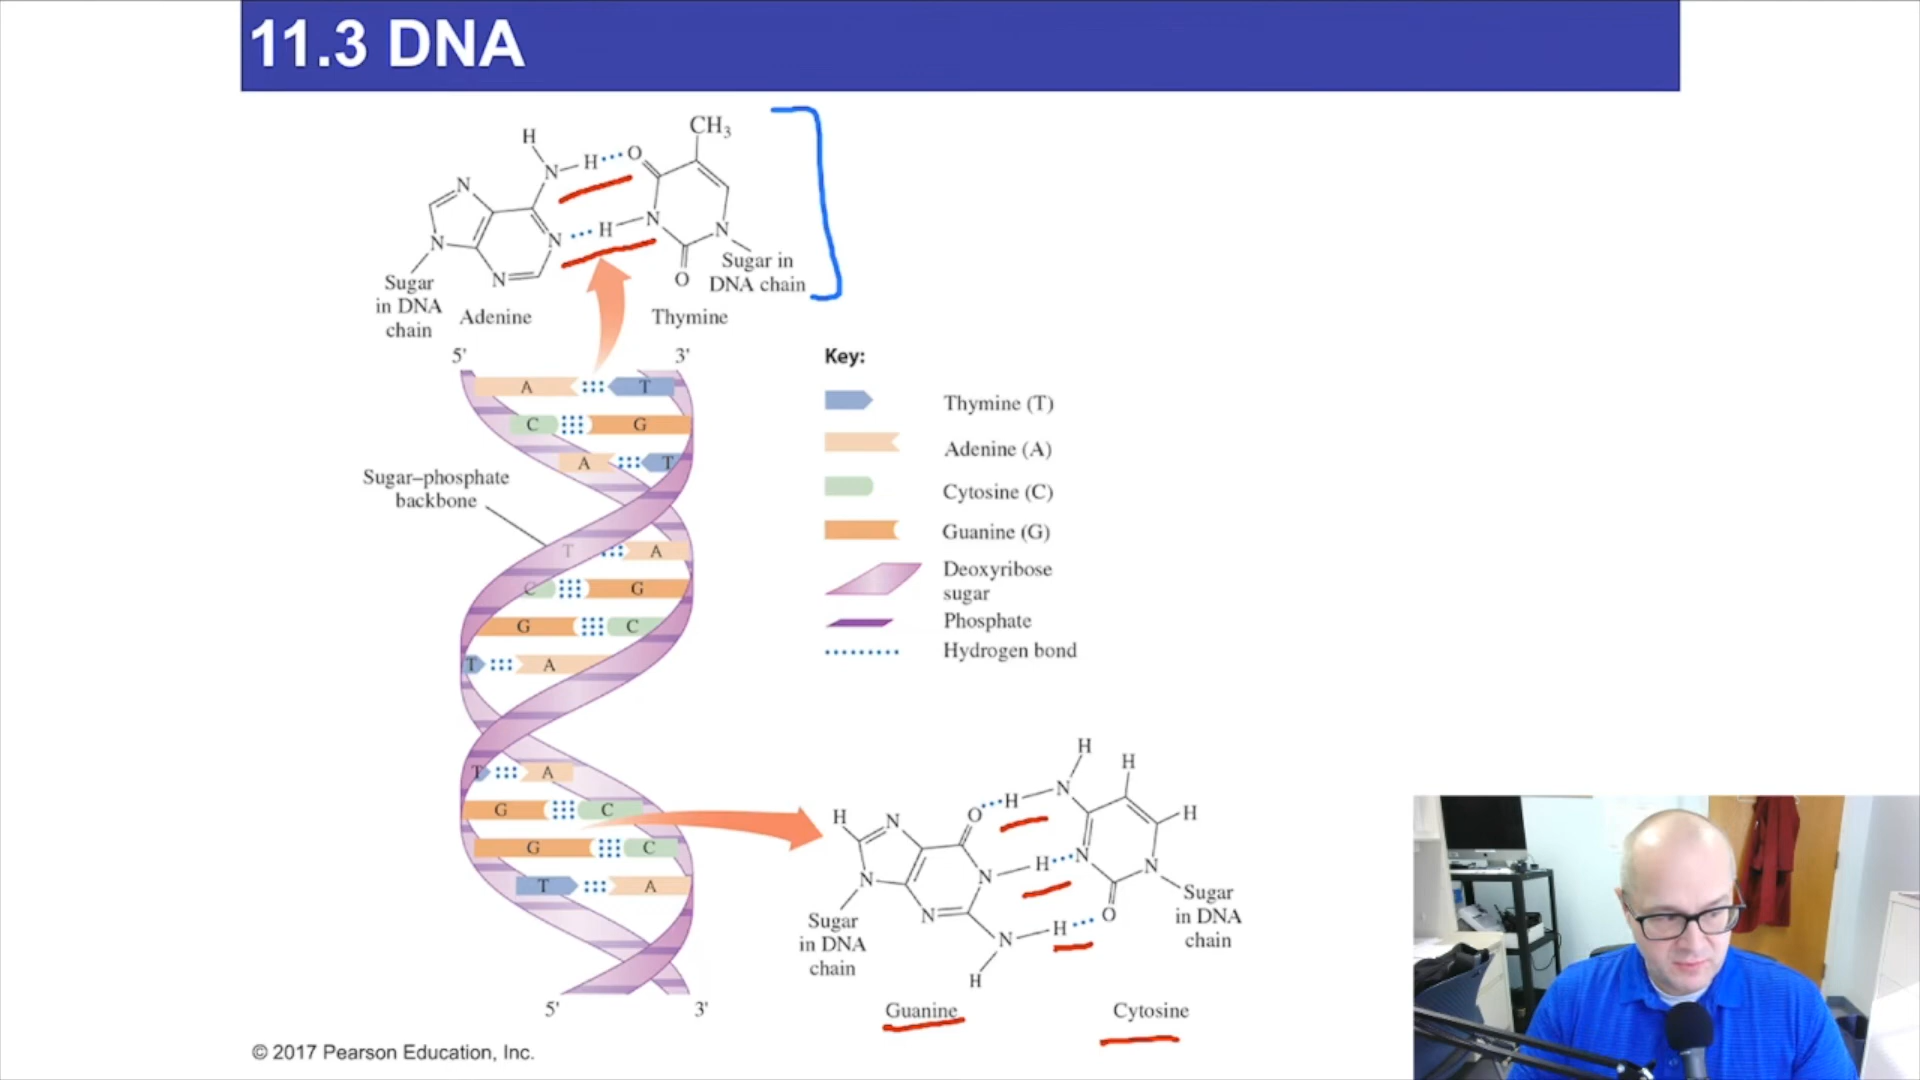 11.3 DNA
CH₃
H
H
O
N
N
N
H
N
N
N
N
O
Sugar in
DNA chain
Sugar
in DNA
chain
Adenine
Thymine
5'
3'
A
T
C
G
A
T
Sugar–phosphate
backbone
T
A
C
G
G
C
T
A
T
A
G
C
G
C
T
A
5'
3'
Key:
Thymine (T)
Adenine (A)
Cytosine (C)
Guanine (G)
Deoxyribose
sugar
Phosphate
Hydrogen bond
H
H
H
N
H
O
H
N
N
H
N
N
N
N
O
H
N
N
H
Sugar
in DNA
chain
Sugar
in DNA
chain
Guanine
Cytosine
© 2017 Pearson Education, Inc.